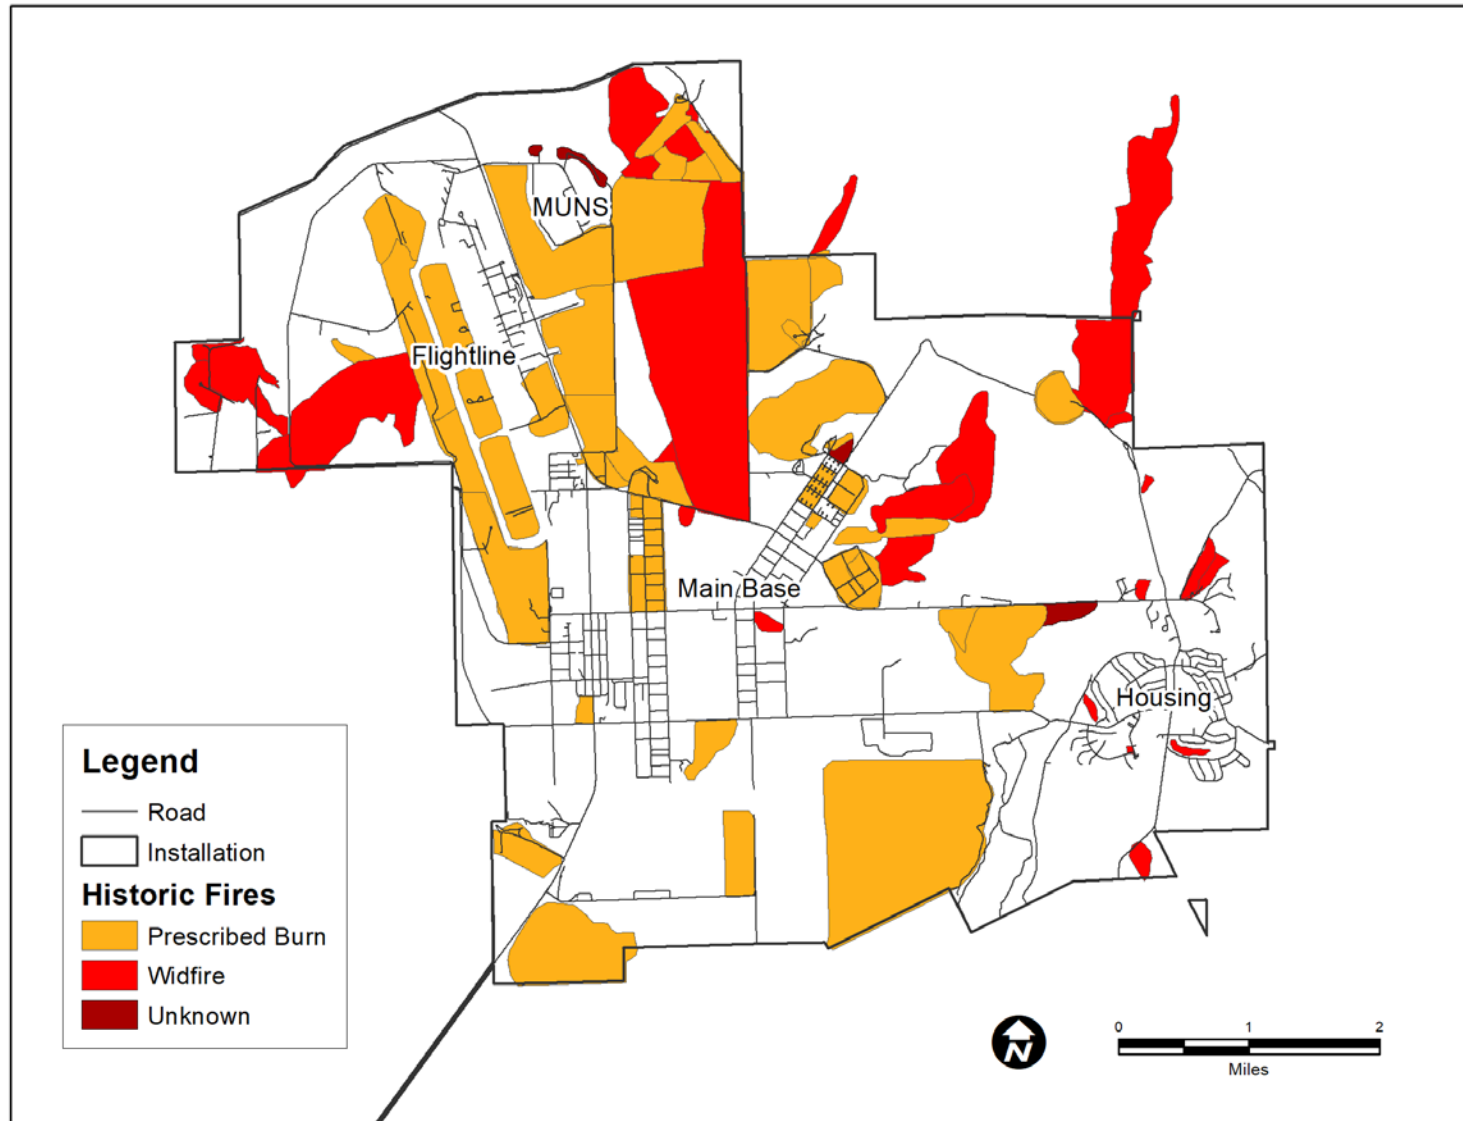 MUNS
Flightline
Main Base
Housing
Legend
Road
Installation
Historic Fires
Prescribed Burn
Widfire
Unknown
N
0 1 2
Miles